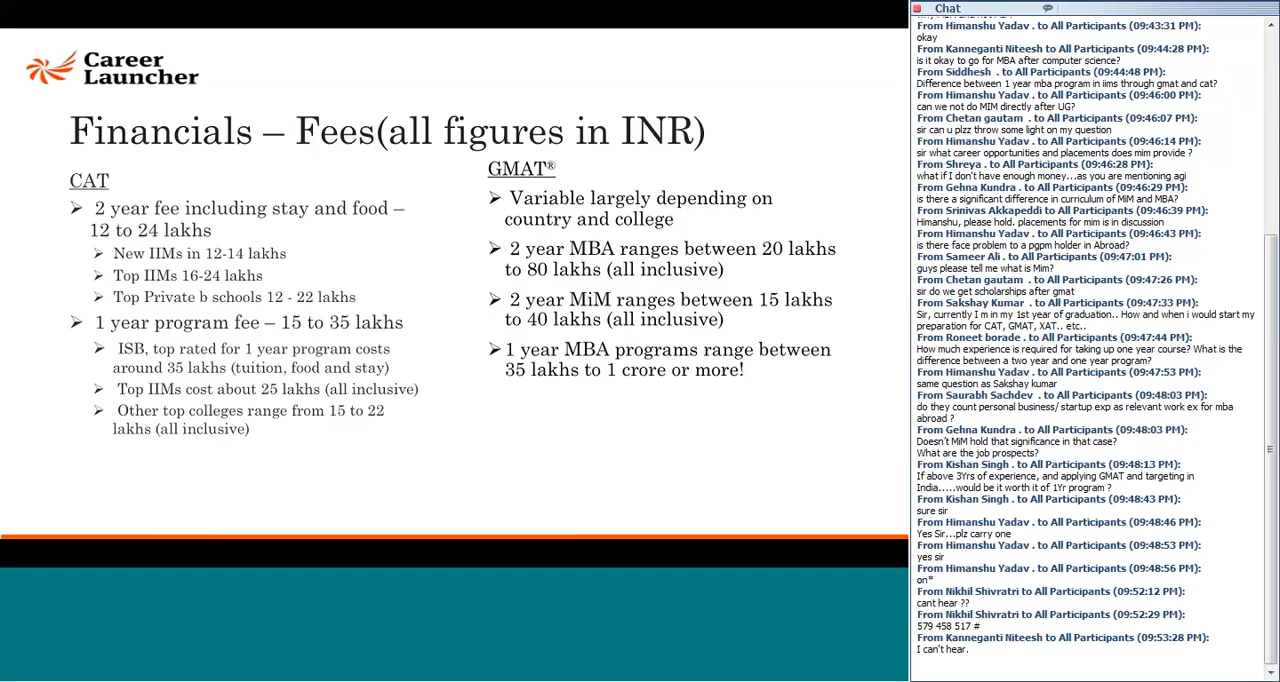 Career
Launcher
Financials – Fees(all figures in INR)
CAT
➢ 2 year fee including stay and food –
12 to 24 lakhs
➢ New IIMs in 12-14 lakhs
➢ Top IIMs 16-24 lakhs
➢ Top Private b schools 12 - 22 lakhs
➢ 1 year program fee – 15 to 35 lakhs
➢ ISB, top rated for 1 year program costs
around 35 lakhs (tuition, food and stay)
➢ Top IIMs cost about 25 lakhs (all inclusive)
➢ Other top colleges range from 15 to 22
lakhs (all inclusive)
GMAT®
➢ Variable largely depending on
country and college
➢ 2 year MBA ranges between 20 lakhs
to 80 lakhs (all inclusive)
➢ 2 year MiM ranges between 15 lakhs
to 40 lakhs (all inclusive)
➢1 year MBA programs range between
35 lakhs to 1 crore or more!
Chat
From Himanshu Yadav . to All Participants (09:43:31 PM):
okay
From Kanneganti Niteesh to All Participants (09:44:28 PM):
is it okay to go for MBA after computer science?
From Siddhesh . to All Participants (09:44:48 PM):
Difference between 1 year mba program in iims through gmat and cat?
From Himanshu Yadav . to All Participants (09:46:00 PM):
can we not do MIM directly after UG?
From Chetan gautam . to All Participants (09:46:07 PM):
sir can u plzz throw some light on my question
From Himanshu Yadav . to All Participants (09:46:14 PM):
sir what career opportunities and placements does mim provide ?
From Shreya . to All Participants (09:46:28 PM):
what if I don't have enough money...as you are mentioning agi
From Gehna Kundra . to All Participants (09:46:29 PM):
is there a significant difference in curriculum of MiM and MBA?
From Srinivas Akkapeddi to All Participants (09:46:39 PM):
Himanshu, please hold. placements for mim is in discussion
From Himanshu Yadav . to All Participants (09:46:43 PM):
is there face problem to a pgpm holder in Abroad?
From Sameer Ali . to All Participants (09:47:01 PM):
guys please tell me what is Mim?
From Chetan gautam . to All Participants (09:47:26 PM):
sir do we get scholarships after gmat
From Sakshay Kumar . to All Participants (09:47:33 PM):
Sir, currently I m in my 1st year of graduation.. How and when i would start my
preparation for CAT, GMAT, XAT.. etc..
From Roneet borade . to All Participants (09:47:44 PM):
How much experience is required for taking up one year course? What is the
difference between a two year and one year program?
From Himanshu Yadav . to All Participants (09:47:53 PM):
same question as Sakshay kumar
From Saurabh Sachdev . to All Participants (09:48:03 PM):
do they count personal business/ startup exp as relevant work ex for mba
abroad ?
From Gehna Kundra . to All Participants (09:48:03 PM):
Doesn't MiM hold that significance in that case?
What are the job prospects?
From Kishan Singh . to All Participants (09:48:13 PM):
If above 3Yrs of experience, and applying GMAT and targeting in
India.....would be it worth it of 1Yr program ?
From Kishan Singh . to All Participants (09:48:43 PM):
sure sir
From Himanshu Yadav . to All Participants (09:48:46 PM):
Yes Sir...plz carry one
From Himanshu Yadav . to All Participants (09:48:53 PM):
yes sir
From Himanshu Yadav . to All Participants (09:48:56 PM):
on*
From Nikhil Shivratri to All Participants (09:52:12 PM):
cant hear ??
From Nikhil Shivratri to All Participants (09:52:29 PM):
579 458 517 #
From Kanneganti Niteesh to All Participants (09:53:28 PM):
I can't hear.